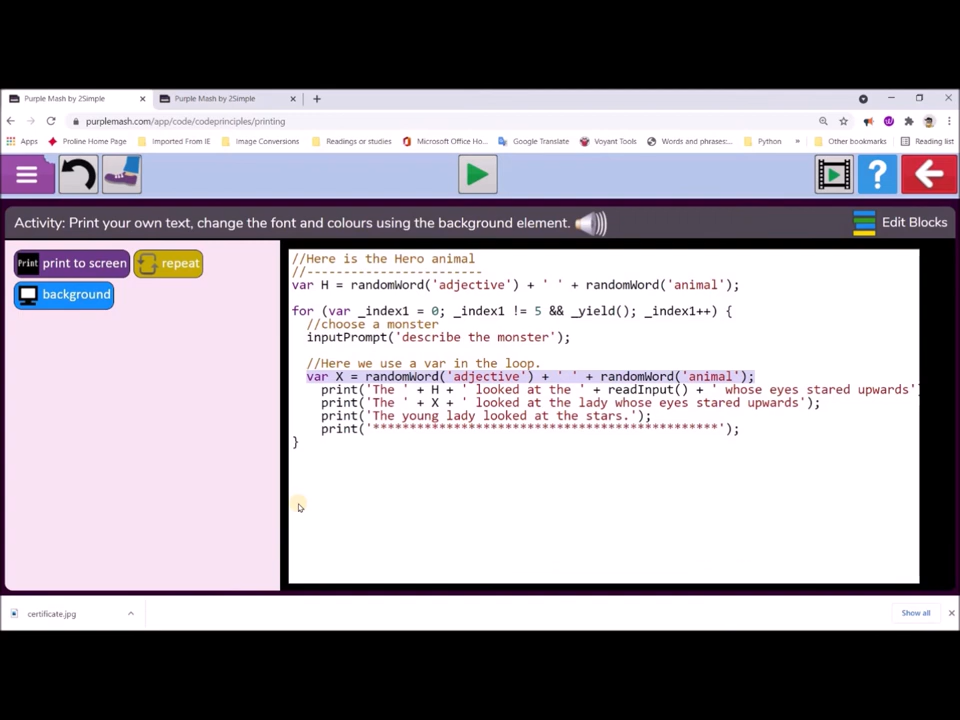 Purple Mash by 2Simple
Purple Mash by 2Simple
purplemash.com/app/code/codeprinciples/printing
Apps
Proline Home Page
Imported From IE
Image Conversions
Readings or studies
Microsoft Office Ho...
Google Translate
Voyant Tools
Words and phrases:...
Python
»
Other bookmarks
Reading list
Activity: Print your own text, change the font and colours using the background element.
Edit Blocks
Print print to screen
repeat
background
//Here is the Hero animal
//------------------------
var H = randomWord('adjective') + ' ' + randomWord('animal');
for (var _index1 = 0; _index1 != 5 && _yield(); _index1++) {
//choose a monster
inputPrompt('describe the monster');
//Here we use a var in the loop.
var X = randomWord('adjective') + ' ' + randomWord('animal');
print('The ' + H + ' looked at the ' + readInput() + ' whose eyes stared upwards'
print('The ' + X + ' looked at the lady whose eyes stared upwards');
print('The young lady looked at the stars.');
print('***********************************************');
}
certificate.jpg
Show all